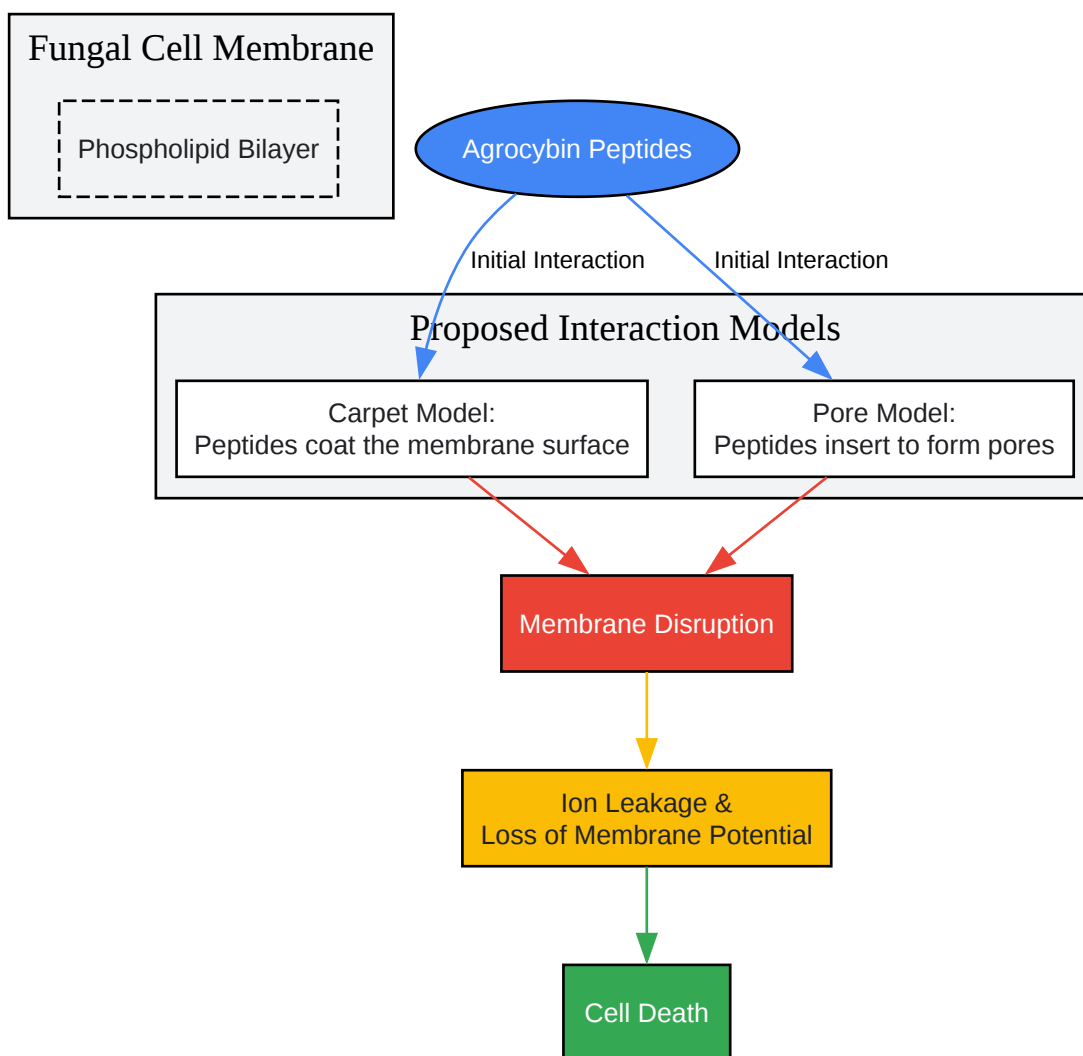 Fungal Cell Membrane
Phospholipid Bilayer
Agrocybin Peptides
Initial Interaction
Initial Interaction
Proposed Interaction Models
Carpet Model:
Peptides coat the membrane surface
Pore Model:
Peptides insert to form pores
Membrane Disruption
Ion Leakage &
Loss of Membrane Potential
Cell Death